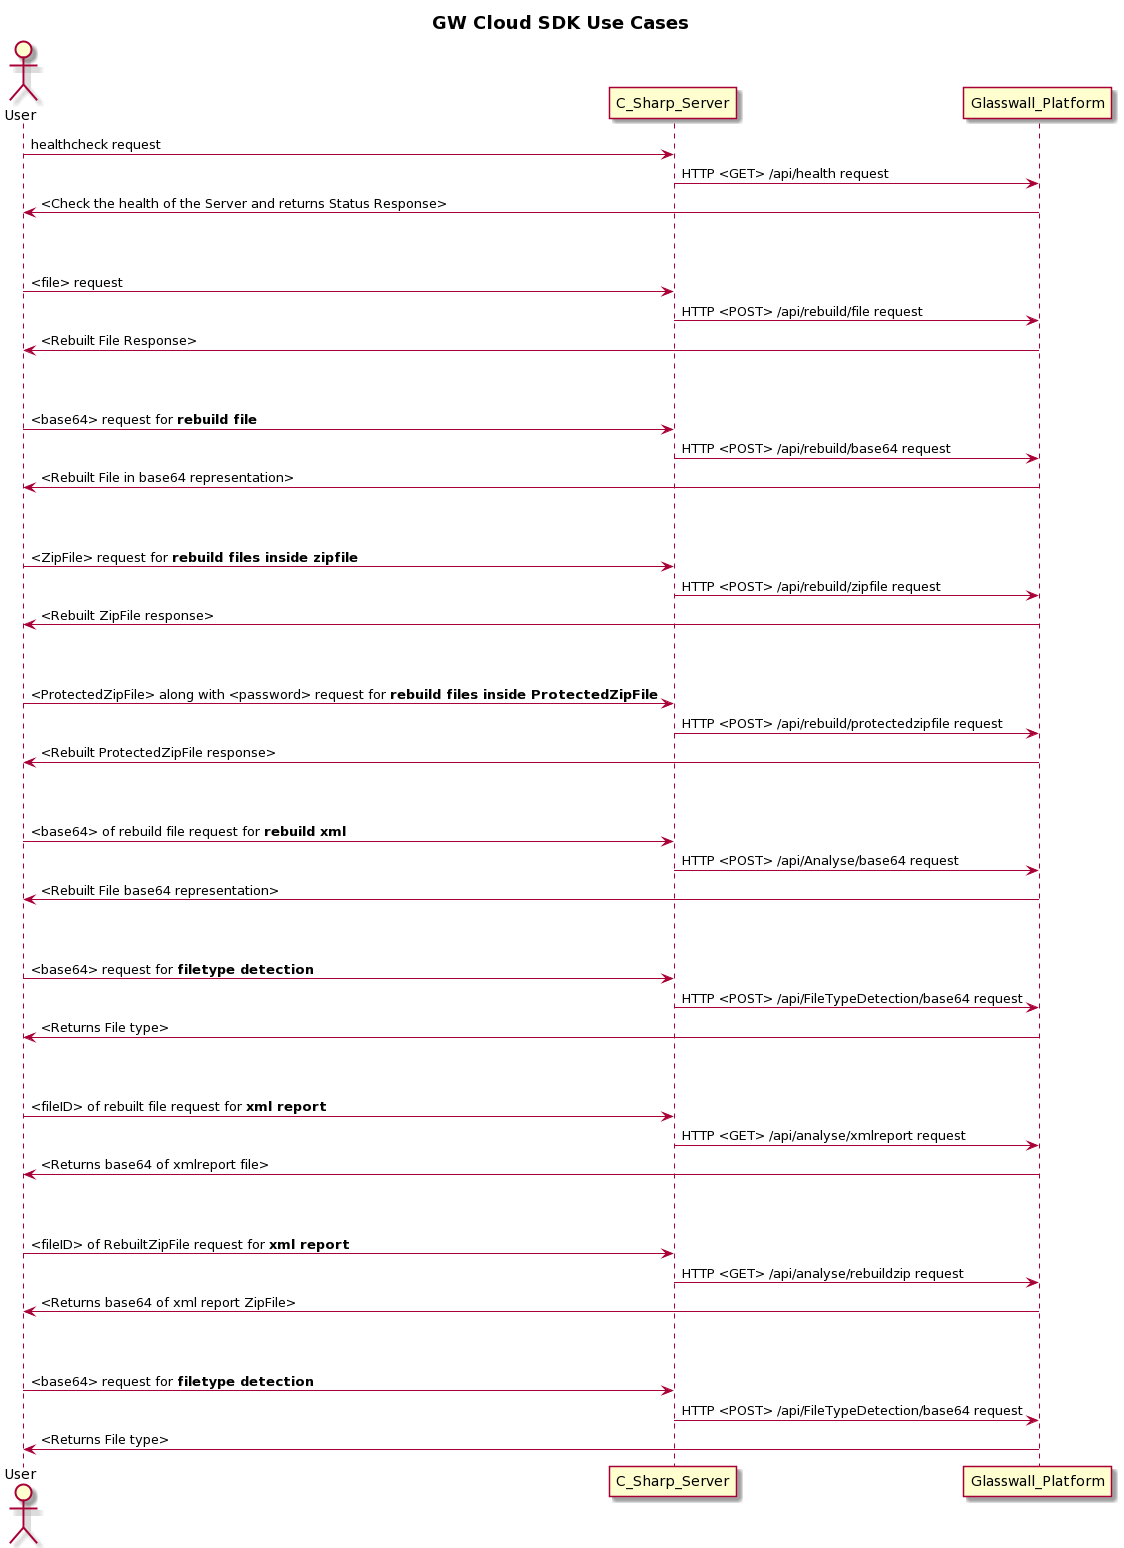 GW Cloud SDK Use Cases
User
C_Sharp_Server
Glasswall_Platform
healthcheck request
HTTP <GET> /api/health request
<Check the health of the Server and returns Status Response>
<file> request
HTTP <POST> /api/rebuild/file request
<Rebuilt File Response>
<base64> request for rebuild file
HTTP <POST> /api/rebuild/base64 request
<Rebuilt File in base64 representation>
<ZipFile> request for rebuild files inside zipfile
HTTP <POST> /api/rebuild/zipfile request
<Rebuilt ZipFile response>
<ProtectedZipFile> along with <password> request for rebuild files inside ProtectedZipFile
HTTP <POST> /api/rebuild/protectedzipfile request
<Rebuilt ProtectedZipFile response>
<base64> of rebuild file request for rebuild xml
HTTP <POST> /api/Analyse/base64 request
<Rebuilt File base64 representation>
<base64> request for filetype detection
HTTP <POST> /api/FileTypeDetection/base64 request
<Returns File type>
<fileID> of rebuilt file request for xml report
HTTP <GET> /api/analyse/xmlreport request
<Returns base64 of xmlreport file>
<fileID> of RebuiltZipFile request for xml report
HTTP <GET> /api/analyse/rebuildzip request
<Returns base64 of xml report ZipFile>
<base64> request for filetype detection
HTTP <POST> /api/FileTypeDetection/base64 request
<Returns File type>
User
C_Sharp_Server
Glasswall_Platform